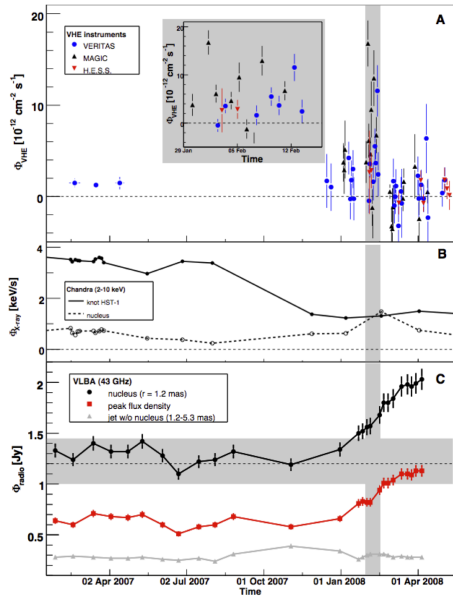 A
VHE instruments
VERITAS
MAGIC
H.E.S.S.
Φ_VHE [10^-12 cm^-2 s^-1]
20
15
10
5
0
Φ_VHE [10^-12 cm^-2 s^-1]
20
10
0
29 Jan
05 Feb
12 Feb
Time
B
Φ_X-ray [keV/s]
4
2
0
Chandra (2-10 keV)
knot HST-1
nucleus
C
Φ_radio [Jy]
2
1.5
1
0.5
VLBA (43 GHz)
nucleus (r = 1.2 mas)
peak flux density
jet w/o nucleus (1.2-5.3 mas)
02 Apr 2007
02 Jul 2007
01 Oct 2007
01 Jan 2008
01 Apr 2008
Time